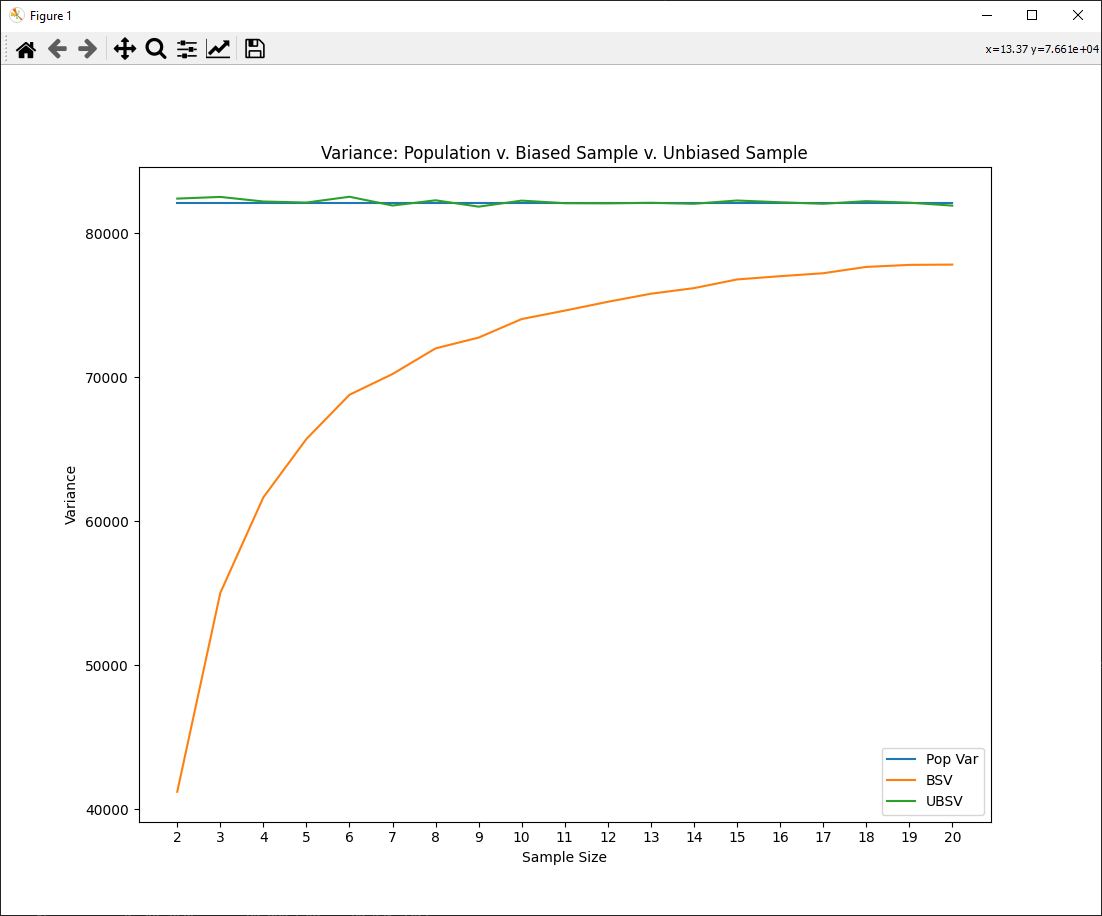 Figure 1
x=13.37 y=7.661e+04
Variance: Population v. Biased Sample v. Unbiased Sample
80000
70000
60000
50000
40000
Variance
Pop Var
BSV
UBSV
2 3 4 5 6 7 8 9 10 11 12 13 14 15 16 17 18 19 20
Sample Size